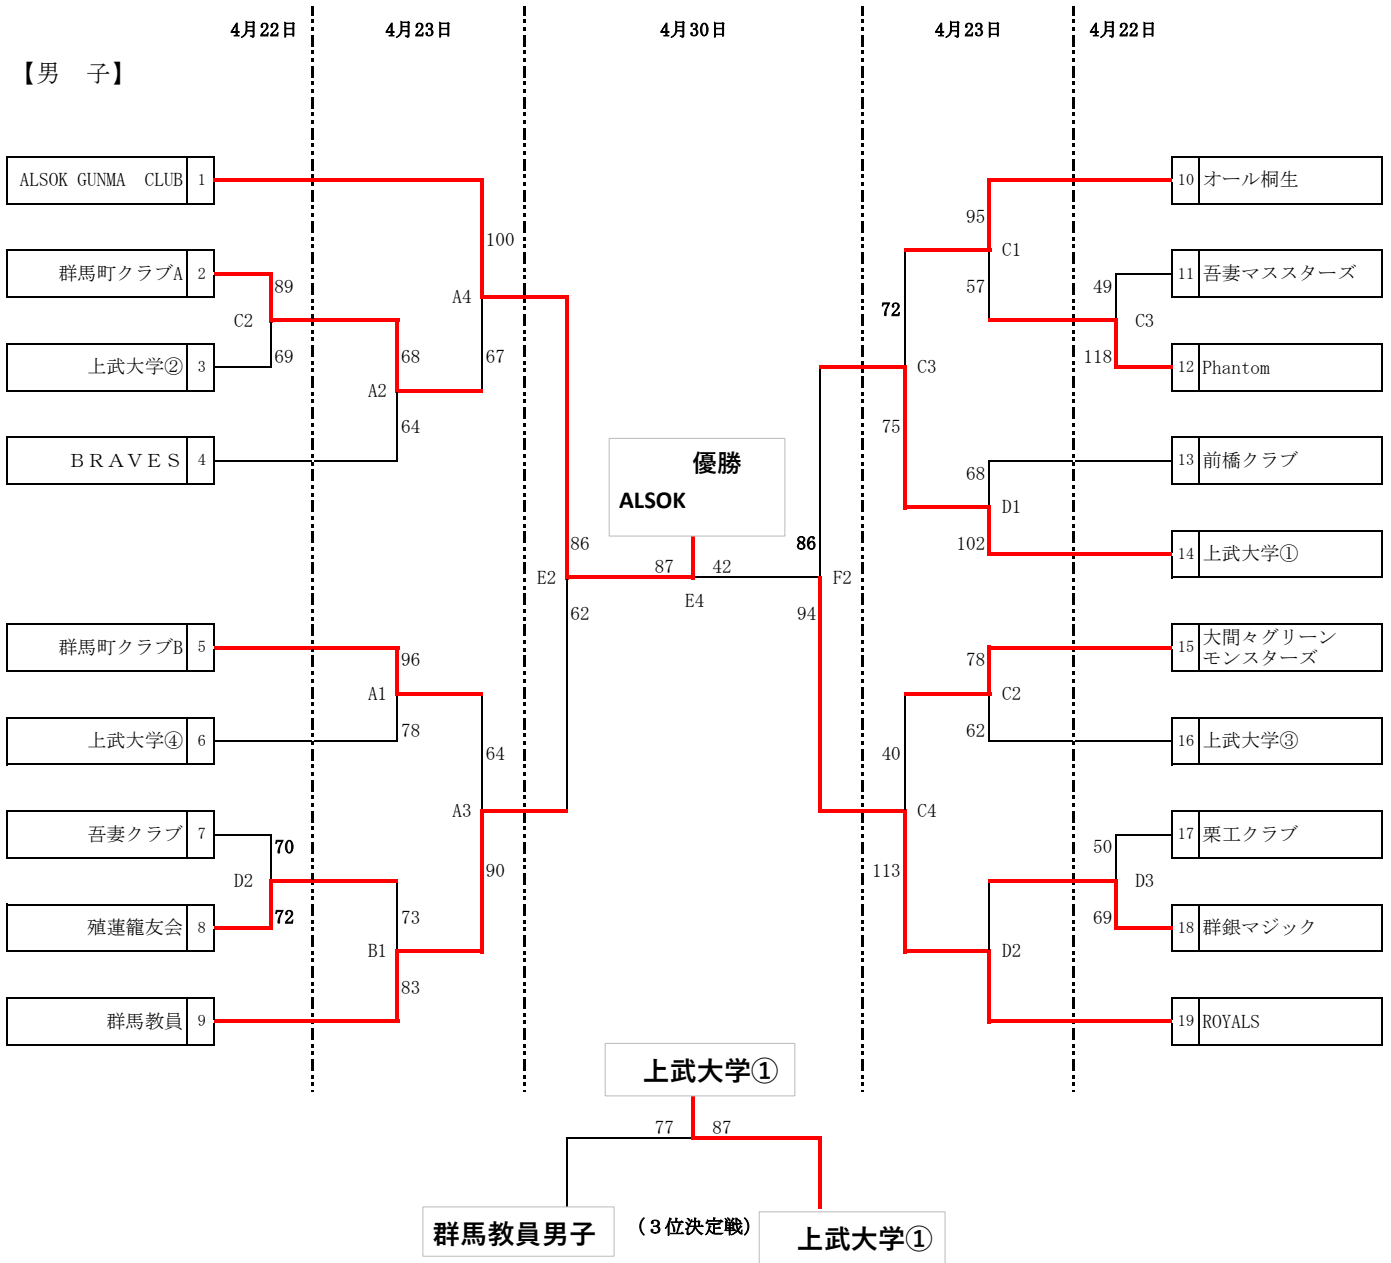 4月22日 4月23日 4月30日 4月23日 4月22日
【男　子】
ALSOK GUNMA　CLUB 1
群馬町クラブA 2
上武大学② 3
ＢＲＡＶＥＳ 4
群馬町クラブB 5
上武大学④ 6
吾妻クラブ 7
殖蓮籠友会 8
群馬教員 9
89
C2
69
70
D2
72
68
A2
64
96
A1
78
73
B1
83
100
A4
67
64
A3
90
86
E2
62
優勝
ALSOK
87 42
E4
86
F2
94
72
C3
75
40
C4
113
95
C1
57
68
D1
102
78
C2
62
D2
49
C3
118
50
D3
69
10 オール桐生
11 吾妻マススターズ
12 Phantom
13 前橋クラブ
14 上武大学①
15 大間々グリーン
モンスターズ
16 上武大学③
17 栗工クラブ
18 群銀マジック
19 ROYALS
上武大学①
77 87
群馬教員男子 （３位決定戦） 上武大学①